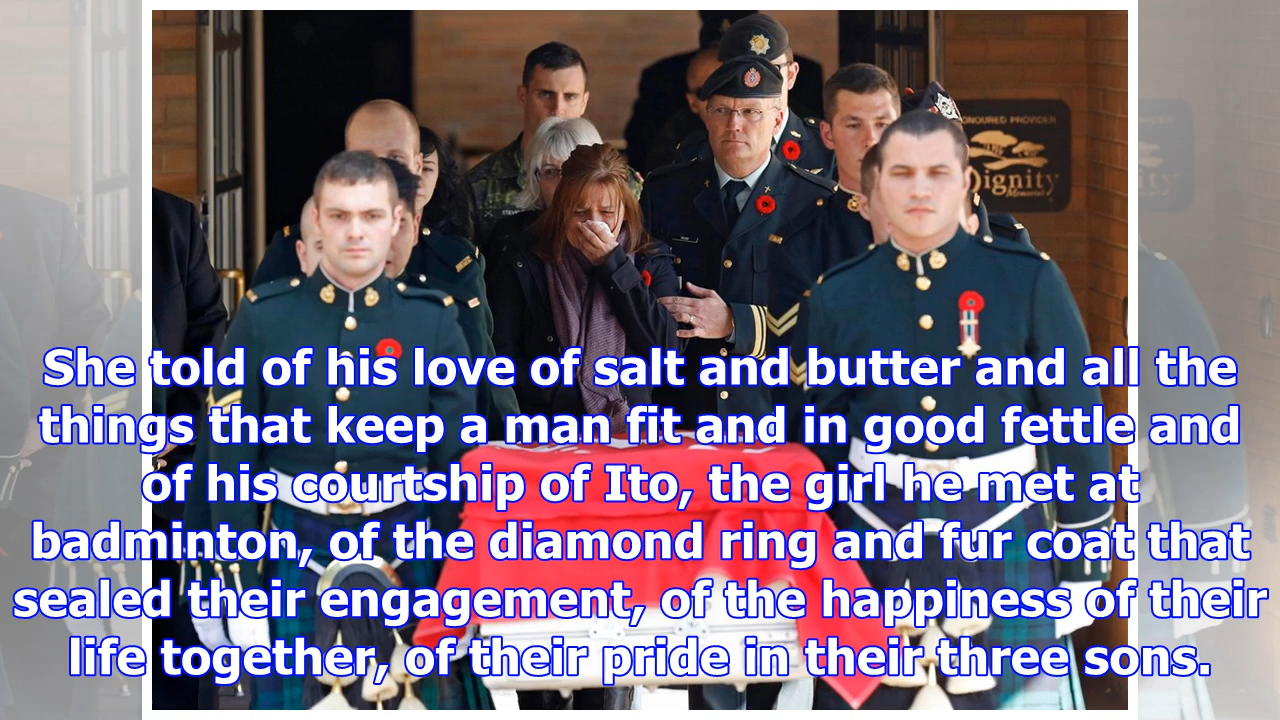 HONOURED PROVIDER
Dignity
Memorial
She told of his love of salt and butter and all the
things that keep a man fit and in good fettle and
of his courtship of Ito, the girl he met at
badminton, of the diamond ring and fur coat that
sealed their engagement, of the happiness of their
life together, of their pride in their three sons.